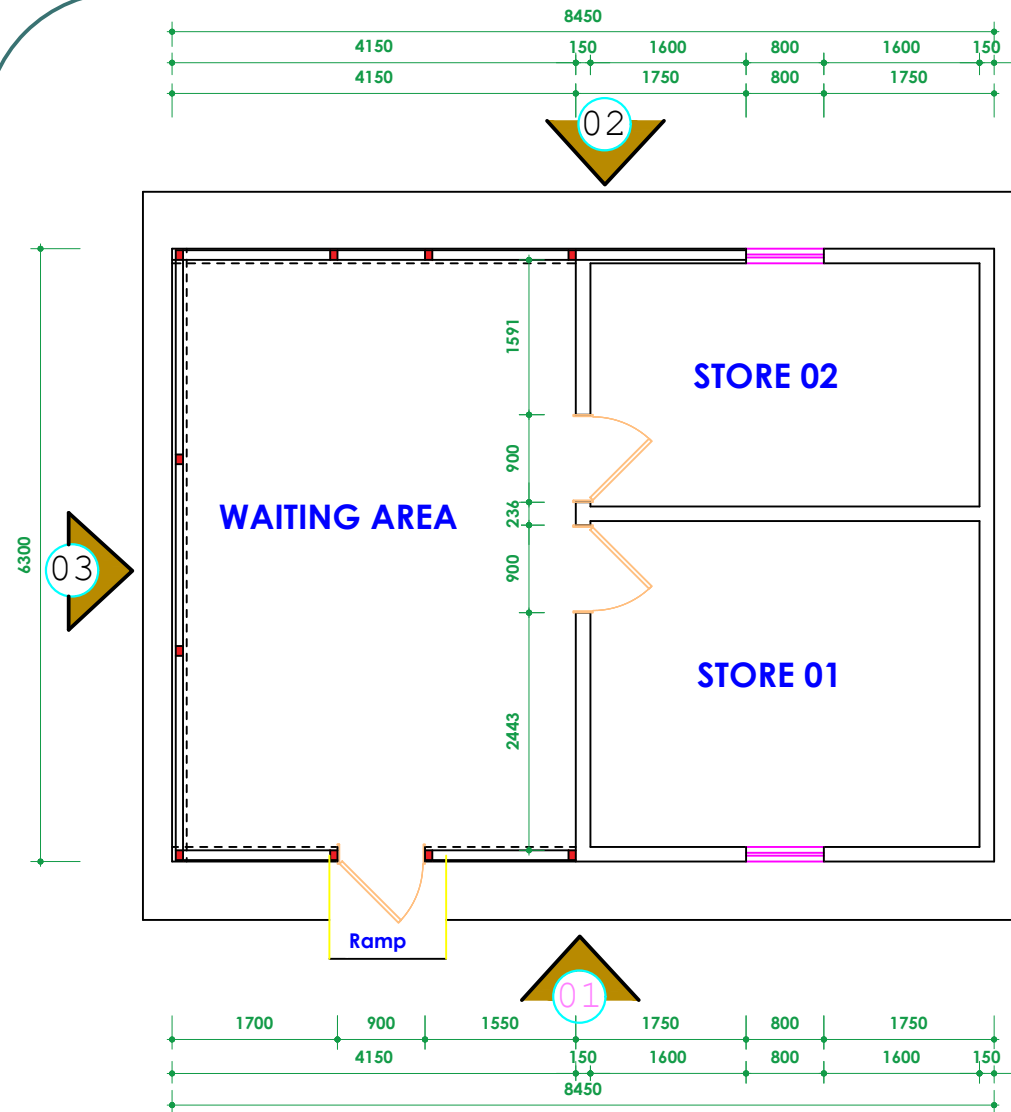 8450
4150 150 1600 800 1600 150
4150 1750 800 1750
02
1591
STORE 02
900
WAITING AREA
236
6300
03
900
STORE 01
2443
Ramp
01
1700 900 1550 1750 800 1750
4150 150 1600 800 1600 150
8450